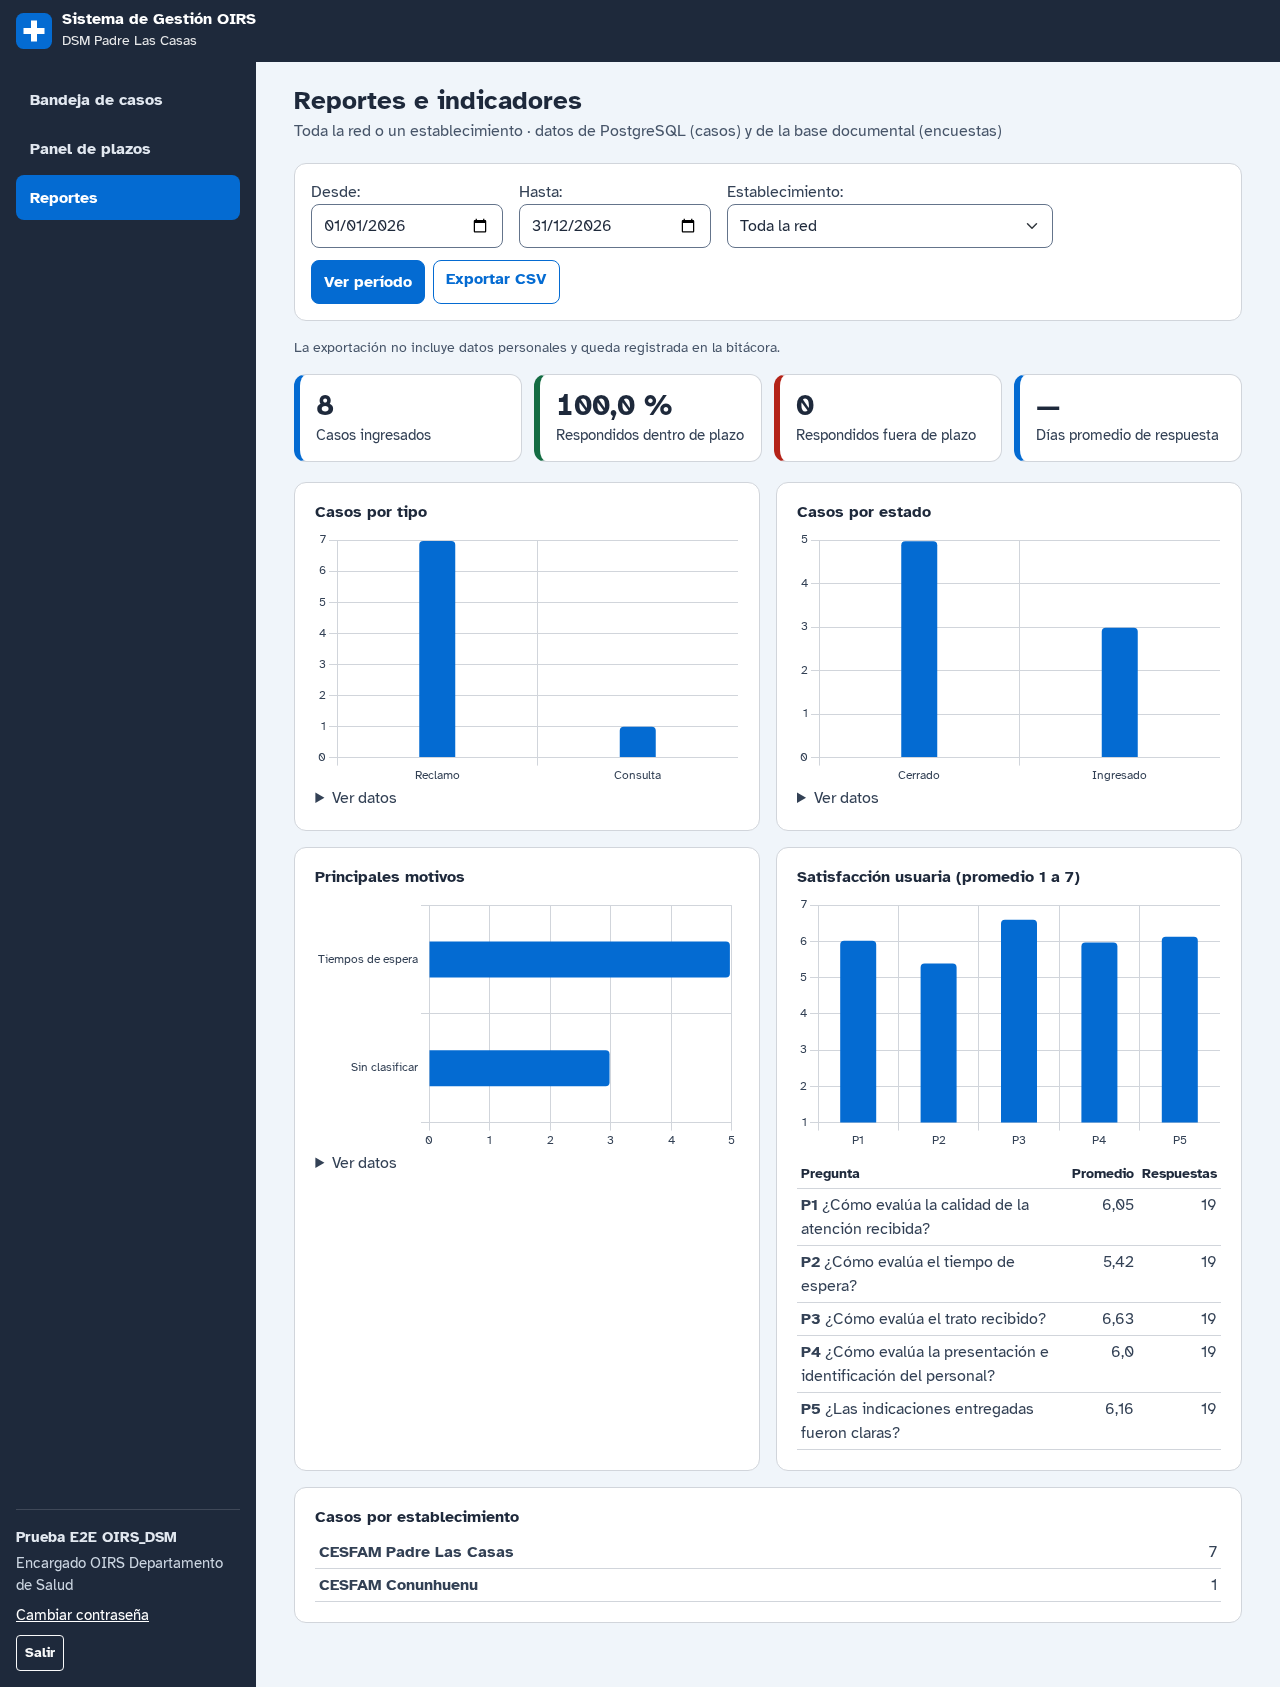 Sistema de Gestión OIRS
DSM Padre Las Casas
Bandeja de casos
Panel de plazos
Reportes
Prueba E2E OIRS_DSM
Encargado OIRS Departamento
de Salud
Cambiar contraseña
Salir
Reportes e indicadores
Toda la red o un establecimiento · datos de PostgreSQL (casos) y de la base documental (encuestas)
Desde:
01/01/2026
Hasta:
31/12/2026
Establecimiento:
Toda la red
Ver período
Exportar CSV
La exportación no incluye datos personales y queda registrada en la bitácora.
8
Casos ingresados
100,0 %
Respondidos dentro de plazo
0
Respondidos fuera de plazo
—
Días promedio de respuesta
Casos por tipo
7
6
5
4
3
2
1
0
Reclamo
Consulta
Ver datos
Casos por estado
5
4
3
2
1
0
Cerrado
Ingresado
Ver datos
Principales motivos
Tiempos de espera
Sin clasificar
0
1
2
3
4
5
Ver datos
Satisfacción usuaria (promedio 1 a 7)
7
6
5
4
3
2
1
P1
P2
P3
P4
P5
Pregunta Promedio Respuestas
P1 ¿Cómo evalúa la calidad de la 6,05 19
atención recibida?
P2 ¿Cómo evalúa el tiempo de 5,42 19
espera?
P3 ¿Cómo evalúa el trato recibido? 6,63 19
P4 ¿Cómo evalúa la presentación e 6,0 19
identificación del personal?
P5 ¿Las indicaciones entregadas 6,16 19
fueron claras?
Casos por establecimiento
CESFAM Padre Las Casas 7
CESFAM Conunhuenu 1